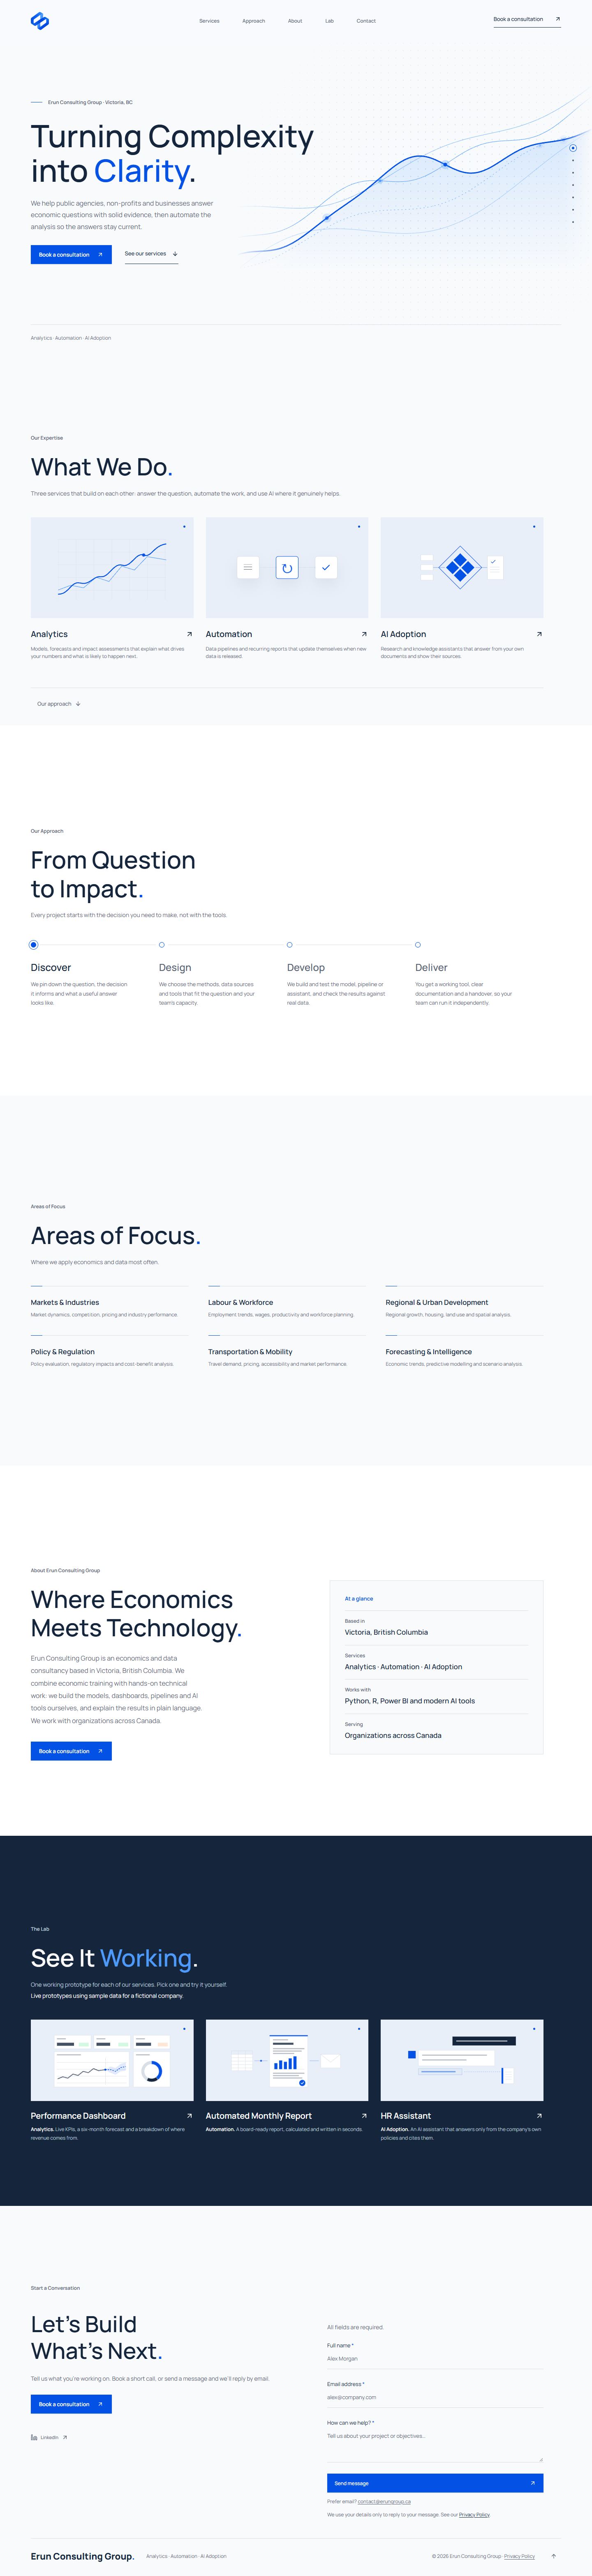 Services
Approach
About
Lab
Contact
Book a consultation
Erun Consulting Group · Victoria, BC
Turning Complexity
into Clarity.
We help public agencies, non-profits and businesses answer
economic questions with solid evidence, then automate the
analysis so the answers stay current.
Book a consultation
See our services
Analytics · Automation · AI Adoption
Our Expertise
What We Do.
Three services that build on each other: answer the question, automate the work, and use AI where it genuinely helps.
Analytics
Models, forecasts and impact assessments that explain what drives
your numbers and what is likely to happen next.
Automation
Data pipelines and recurring reports that update themselves when new
data is released.
AI Adoption
Research and knowledge assistants that answer from your own
documents and show their sources.
Our approach
Our Approach
From Question
to Impact.
Every project starts with the decision you need to make, not with the tools.
Discover
We pin down the question, the decision
it informs and what a useful answer
looks like.
Design
We choose the methods, data sources
and tools that fit the question and your
team's capacity.
Develop
We build and test the model, pipeline or
assistant, and check the results against
real data.
Deliver
You get a working tool, clear
documentation and a handover, so your
team can run it independently.
Areas of Focus
Areas of Focus.
Where we apply economics and data most often.
Markets & Industries
Market dynamics, competition, pricing and industry performance.
Labour & Workforce
Employment trends, wages, productivity and workforce planning.
Regional & Urban Development
Regional growth, housing, land use and spatial analysis.
Policy & Regulation
Policy evaluation, regulatory impacts and cost-benefit analysis.
Transportation & Mobility
Travel demand, pricing, accessibility and market performance.
Forecasting & Intelligence
Economic trends, predictive modelling and scenario analysis.
About Erun Consulting Group
Where Economics
Meets Technology.
Erun Consulting Group is an economics and data
consultancy based in Victoria, British Columbia. We
combine economic training with hands-on technical
work: we build the models, dashboards, pipelines and AI
tools ourselves, and explain the results in plain language.
We work with organizations across Canada.
Book a consultation
At a glance
Based in
Victoria, British Columbia
Services
Analytics · Automation · AI Adoption
Works with
Python, R, Power BI and modern AI tools
Serving
Organizations across Canada
The Lab
See It Working.
One working prototype for each of our services. Pick one and try it yourself.
Live prototypes using sample data for a fictional company.
Performance Dashboard
Analytics. Live KPIs, a six-month forecast and a breakdown of where
revenue comes from.
Automated Monthly Report
Automation. A board-ready report, calculated and written in seconds.
HR Assistant
AI Adoption. An AI assistant that answers only from the company's own
policies and cites them.
Start a Conversation
Let's Build
What's Next.
Tell us what you're working on. Book a short call, or send a message and we'll reply by email.
Book a consultation
LinkedIn
All fields are required.
Full name *
Alex Morgan
Email address *
alex@company.com
How can we help? *
Tell us about your project or objectives...
Send message
Prefer email? contact@erungroup.ca
We use your details only to reply to your message. See our Privacy Policy.
Erun Consulting Group.
Analytics · Automation · AI Adoption
© 2026 Erun Consulting Group · Privacy Policy